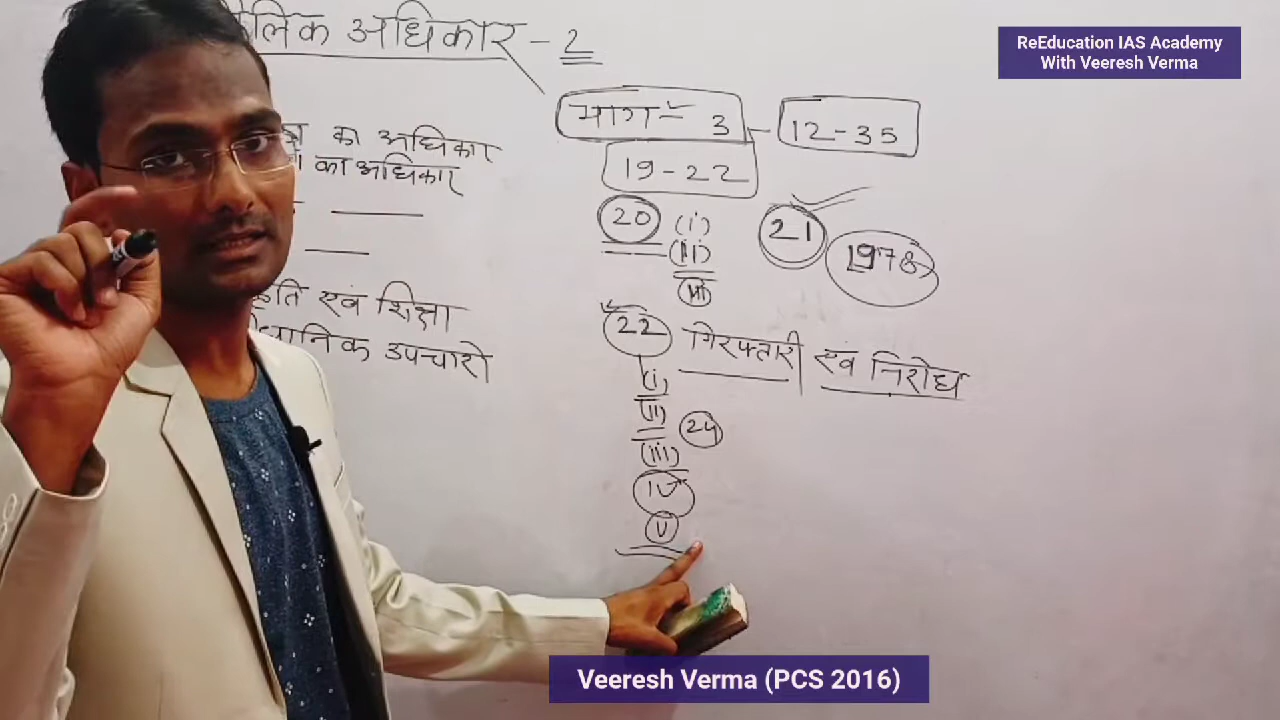 ReEducation IAS Academy
With Veeresh Verma
लिक अधिकार - 2
भाग - 3 - 12-35
का अधिकार
का अधिकार
19-22
20 (i) 21 1978
(ii)
(iii)
एवं शिक्षा
22 गिरफ्तारी एवं निरोध
उपचारो
(i)
(ii) 24
(iii)
IV
V
Veeresh Verma (PCS 2016)